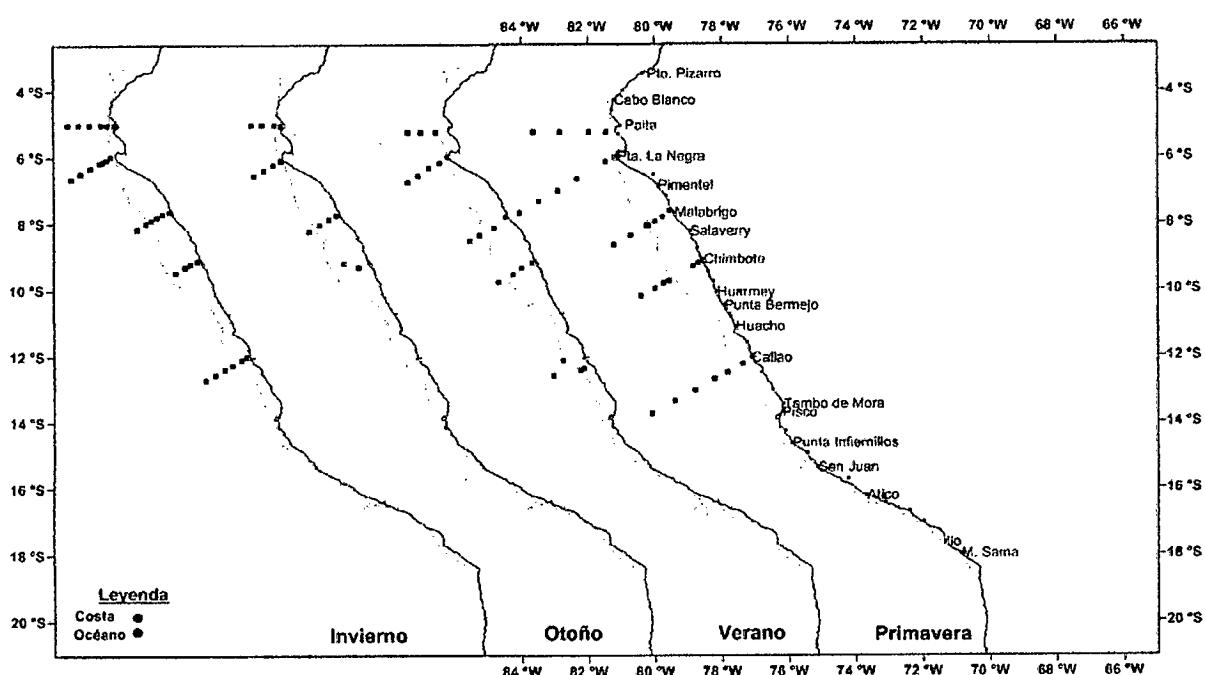 84 °W 82 °W 80 °W 78 °W 76 °W 74 °W 72 °W 70 °W 68 °W 66 °W
Pto. Pizarro
4 °S 4 °S
Cabo Blanco
Paita
6 °S Pta. La Negra 6 °S
Pimentel
Malabrigo
8 °S 8 °S
Salaverry
Chimbote
10 °S Huarmey 10 °S
Punta Bermejo
Huacho
12 °S Callao 12 °S
Tambo de Mora
Pisco
14 °S 14 °S
Punta Infiernillos
San Juan
16 °S Atico 16 °S
Ilo
18 °S M. Sama 18 °S
Leyenda
Costa
Océano
20 °S 20 °S
Invierno Otoño Verano Primavera
84 °W 82 °W 80 °W 78 °W 76 °W 74 °W 72 °W 70 °W 68 °W 66 °W